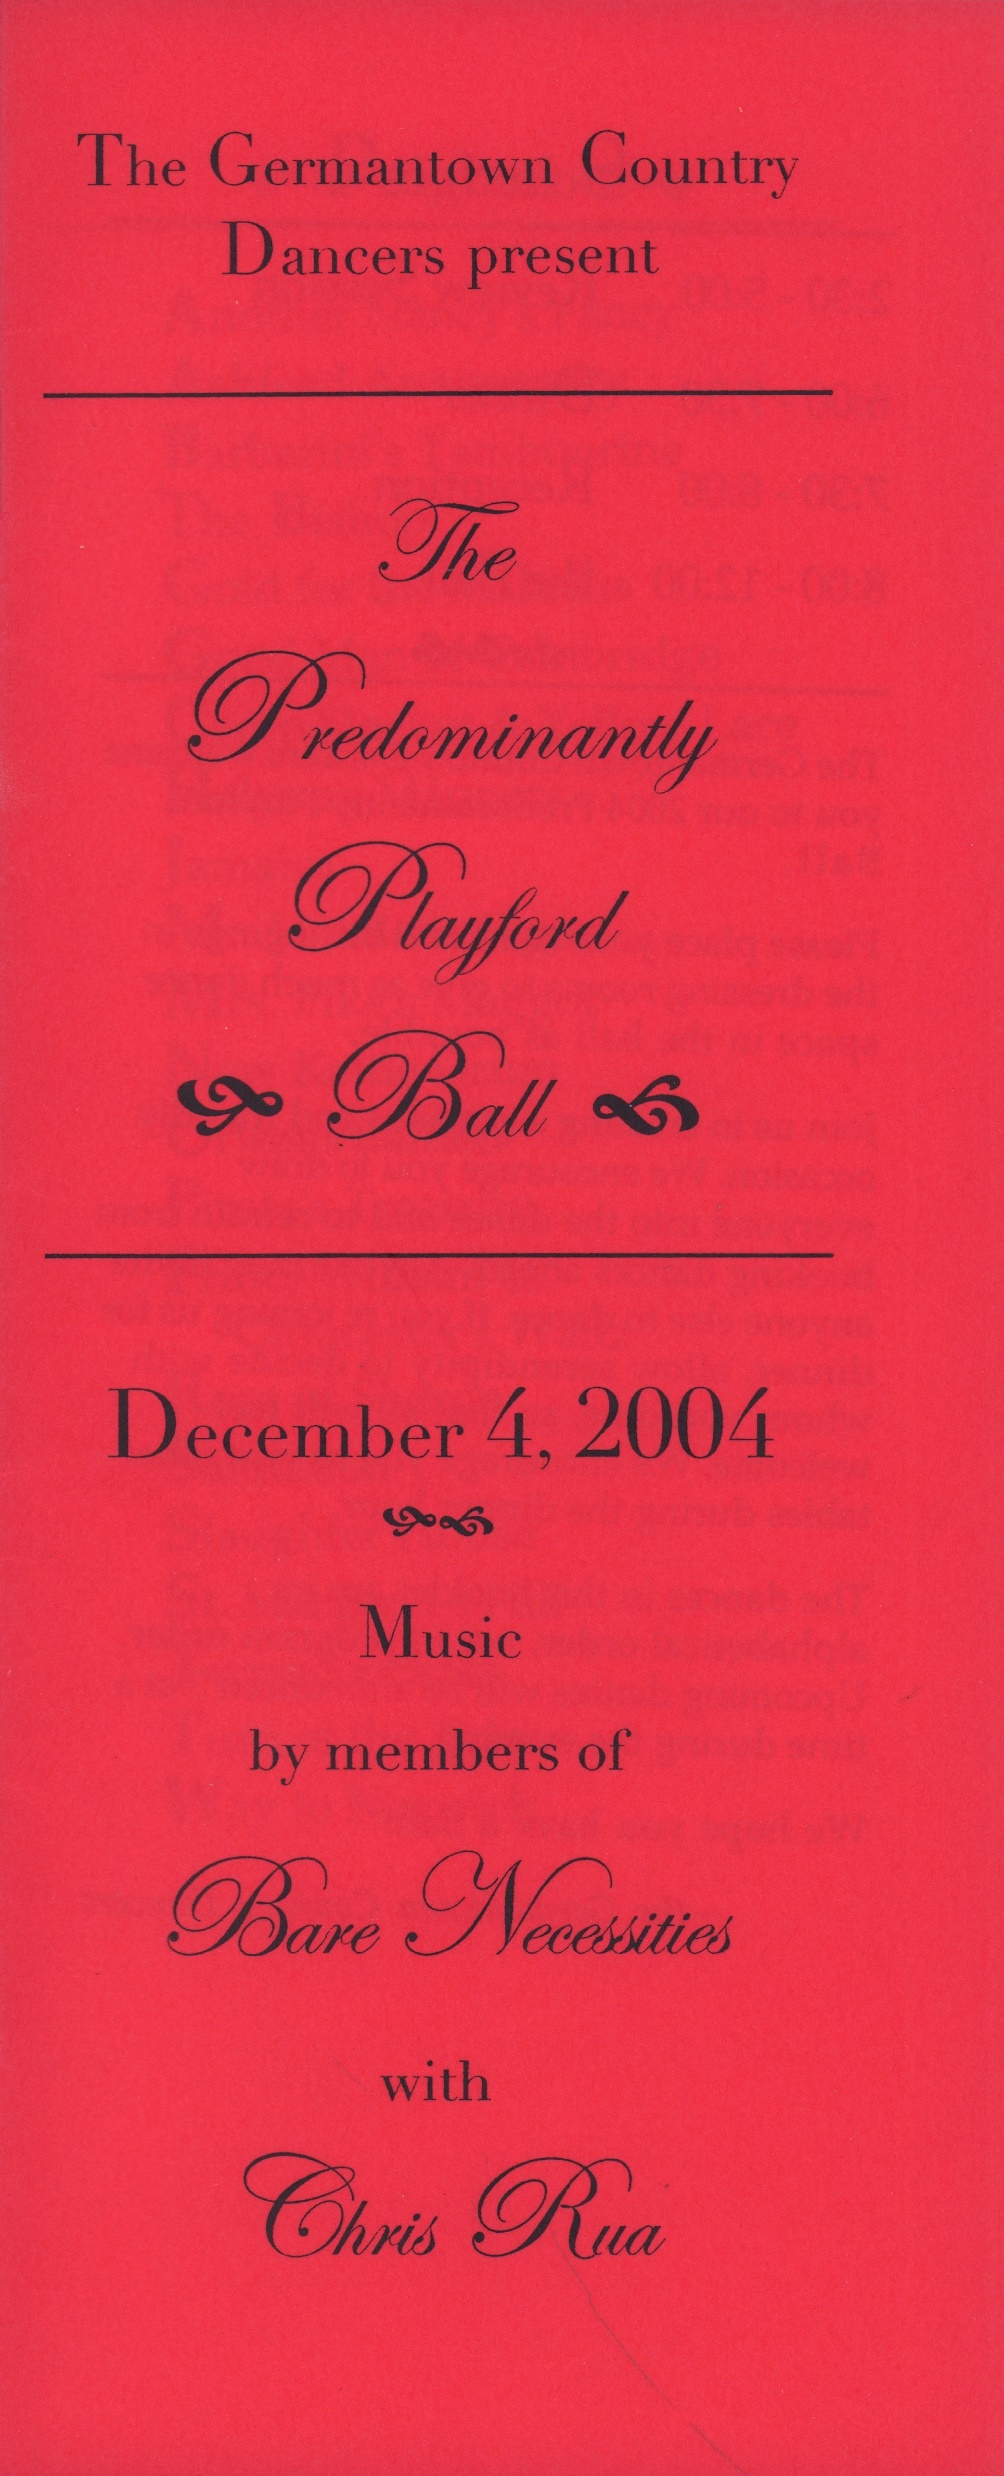 The Germantown Country
Dancers present
The
Predominantly
Playford
Ball
December 4, 2004
Music
by members of
Bare Necessities
with
Chris Rua